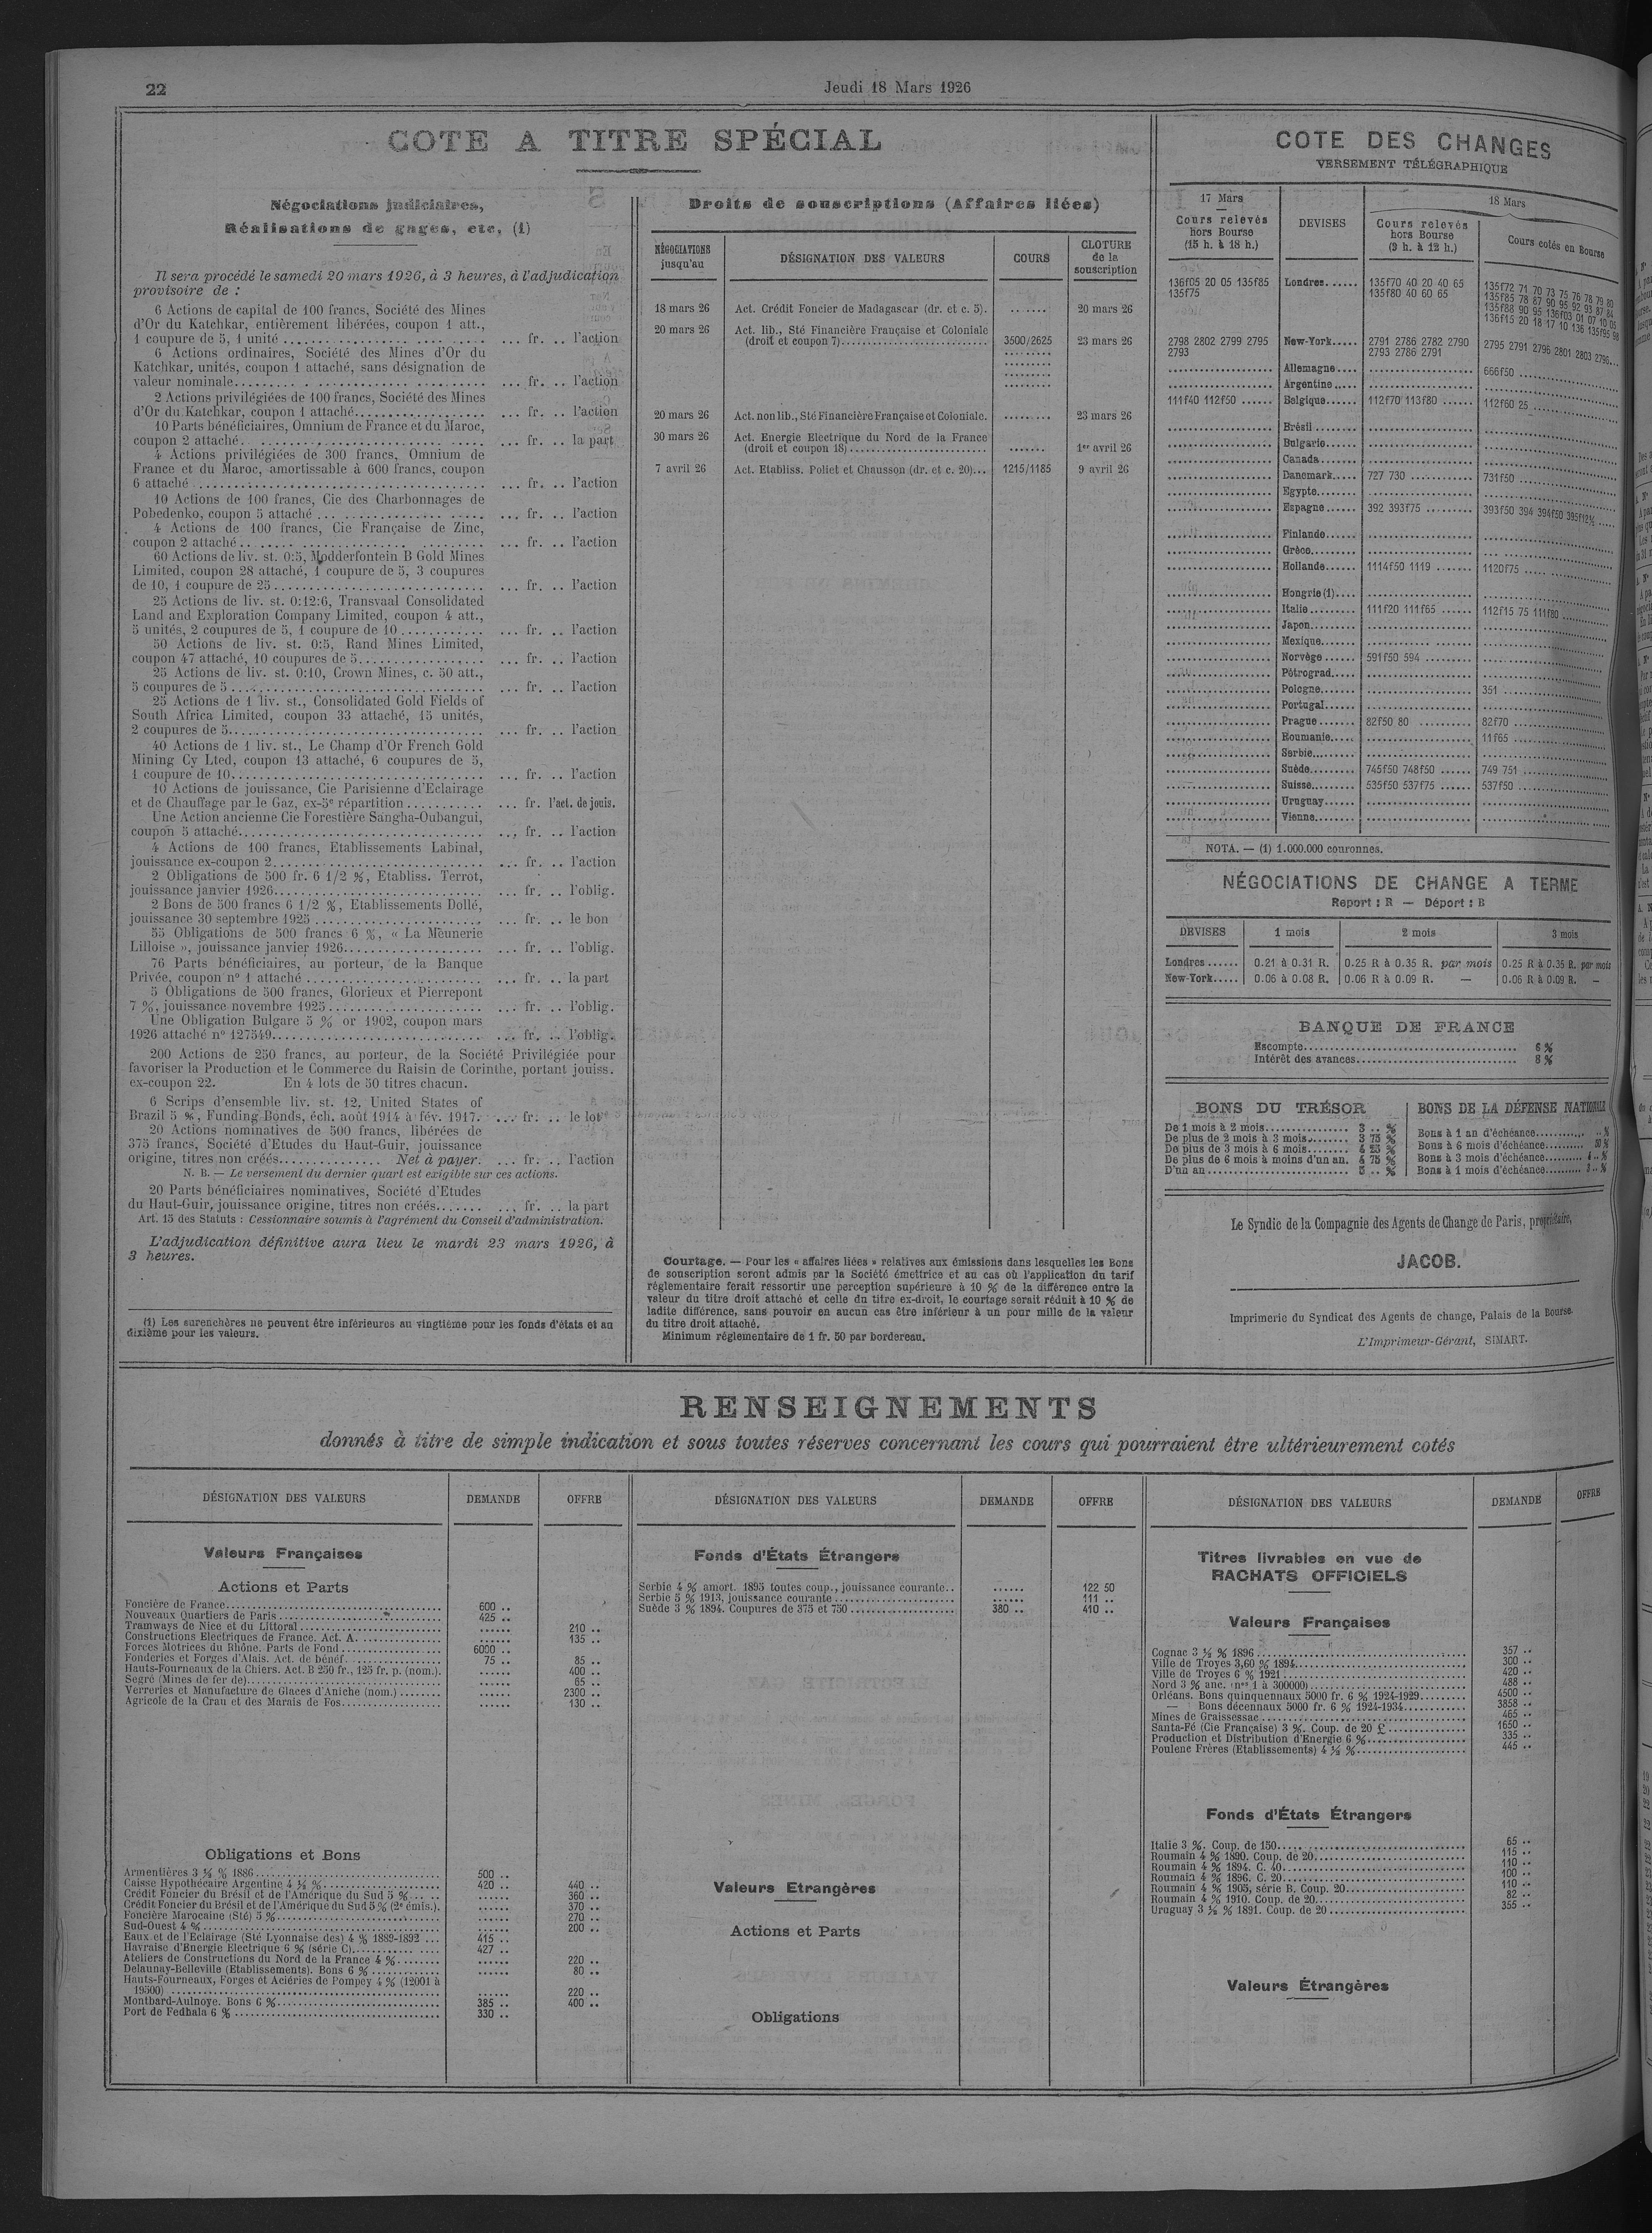 22
Jeudi 18 Mars 1926
COTE A TITRE SPÉCIAL
Négociations judiciaires,
Réalisations de gages, etc. (1)
Il sera procédé le samedi 20 mars 1926, à 3 heures, à l'adjudication
provisoire de :
6 Actions de capital de 100 francs, Société des Mines
d'Or du Katchkar, entièrement libérées, coupon 1 att.,
1 coupure de 5, 1 unité ... fr. .. l'action
6 Actions ordinaires, Société des Mines d'Or du
Katchkar, unités, coupon 1 attaché, sans désignation de
valeur nominale ... fr. .. l'action
2 Actions privilégiées de 100 francs, Société des Mines
d'Or du Katchkar, coupon 1 attaché ... fr. .. l'action
10 Parts bénéficiaires, Omnium de France et du Maroc,
coupon 2 attaché ... fr. .. la part
4 Actions privilégiées de 300 francs, Omnium de
France et du Maroc, amortissable à 600 francs, coupon
6 attaché ... fr. .. l'action
10 Actions de 100 francs, Cie des Charbonnages de
Pobedenko, coupon 5 attaché ... fr. .. l'action
4 Actions de 100 francs, Cie Française de Zinc,
coupon 2 attaché ... fr. .. l'action
60 Actions de liv. st. 0:5, Modderfontein B Gold Mines
Limited, coupon 28 attaché, 1 coupure de 5, 3 coupures
de 10, 1 coupure de 25 ... fr. .. l'action
25 Actions de liv. st. 0:12:6, Transvaal Consolidated
Land and Exploration Company Limited, coupon 4 att.,
5 unités, 2 coupures de 5, 1 coupure de 10 ... fr. .. l'action
50 Actions de liv. st. 0:5, Rand Mines Limited,
coupon 47 attaché, 10 coupures de 5 ... fr. .. l'action
25 Actions de liv. st. 0:10, Crown Mines, c. 50 att.,
5 coupures de 5 ... fr. .. l'action
25 Actions de 1 liv. st., Consolidated Gold Fields of
South Africa Limited, coupon 33 attaché, 15 unités,
2 coupures de 5 ... fr. .. l'action
40 Actions de 1 liv. st., Le Champ d'Or French Gold
Mining Cy Lted, coupon 13 attaché, 6 coupures de 5,
1 coupure de 10 ... fr. .. l'action
10 Actions de jouissance, Cie Parisienne d'Eclairage
et de Chauffage par le Gaz, ex-5e répartition ... fr. l'act. de jouis.
Une Action ancienne Cie Forestière Sangha-Oubangui,
coupon 5 attaché ... fr. .. l'action
4 Actions de 100 francs, Etablissements Labinal,
jouissance ex-coupon 2 ... fr. .. l'action
2 Obligations de 500 fr. 6 1/2 %, Etabliss. Terrot,
jouissance janvier 1926 ... fr. .. l'oblig.
2 Bons de 500 francs 6 1/2 %, Etablissements Dollé,
jouissance 30 septembre 1925 ... fr. .. le bon
55 Obligations de 500 francs 6 %, « La Meunerie
Lilloise », jouissance janvier 1926 ... fr. .. l'oblig.
76 Parts bénéficiaires, au porteur, de la Banque
Privée, coupon n° 1 attaché ... fr. .. la part
5 Obligations de 500 francs, Glorieux et Pierrepont
7 %, jouissance novembre 1925 ... fr. .. l'oblig.
Une Obligation Bulgare 5 % or 1902, coupon mars
1926 attaché n° 127549 ... fr. .. l'oblig.
200 Actions de 250 francs, au porteur, de la Société Privilégiée pour
favoriser la Production et le Commerce du Raisin de Corinthe, portant jouiss.
ex-coupon 22. En 4 lots de 50 titres chacun.
6 Scrips d'ensemble liv. st. 12, United States of
Brazil 5 %, Funding Bonds, éch. août 1914 à fév. 1917. ... fr. .. le lot
20 Actions nominatives de 500 francs, libérées de
375 francs, Société d'Etudes du Haut-Guir, jouissance
origine, titres non créés ... Net à payer. ... fr. .. l'action
N. B. — Le versement du dernier quart est exigible sur ces actions.
20 Parts bénéficiaires nominatives, Société d'Etudes
du Haut-Guir, jouissance origine, titres non créés ... fr. .. la part
Art. 15 des Statuts : Cessionnaire soumis à l'agrément du Conseil d'administration.
L'adjudication définitive aura lieu le mardi 23 mars 1926, à
3 heures.
(1) Les surenchères ne peuvent être inférieures au vingtième pour les fonds d'états et au
dixième pour les valeurs.
Droits de souscriptions (Affaires liées)
NÉGOCIATIONS jusqu'au DÉSIGNATION DES VALEURS COURS CLOTURE de la souscription
18 mars 26 Act. Crédit Foncier de Madagascar (dr. et c. 5). ....... 20 mars 26
20 mars 26 Act. lib., Sté Financière Française et Coloniale
(droit et coupon 7) ... 3500/2625 23 mars 26
20 mars 26 Act. non lib., Sté Financière Française et Coloniale. ........ 23 mars 26
30 mars 26 Act. Energie Electrique du Nord de la France
(droit et coupon 18) ... 1er avril 26
7 avril 26 Act. Etabliss. Poliet et Chausson (dr. et c. 20)... 1215/1185 9 avril 26
Courtage. — Pour les « affaires liées » relatives aux émissions dans lesquelles les Bons
de souscription seront admis par la Société émettrice et au cas où l'application du tarif
réglementaire ferait ressortir une perception supérieure à 10 % de la différence entre la
valeur du titre droit attaché et celle du titre ex-droit, le courtage serait réduit à 10 % de
ladite différence, sans pouvoir en aucun cas être inférieur à un pour mille de la valeur
du titre droit attaché.
Minimum réglementaire de 1 fr. 50 par bordereau.
COTE DES CHANGES
VERSEMENT TÉLÉGRAPHIQUE
17 Mars
Cours relevés hors Bourse (15 h. à 18 h.)
DEVISES
18 Mars
Cours relevés hors Bourse (9 h. à 12 h.)
Cours cotés en Bourse
136f05 20 05 135f85 Londres...... 135f70 40 20 40 65 135f72 71 70 73 75 76 78 79 80
135f75 135f80 40 60 65 135f85 78 87 90 95 92 93 87 84
135f88 90 95 136f03 01 07 10 05
136f15 20 18 17 10 136 135f95 98
2798 2802 2799 2795 New-York..... 2791 2786 2782 2790 2795 2791 2796 2801 2803 2796...
2793 2793 2786 2791
Allemagne.... 666f50
Argentine.....
111f40 112f50 ...... Belgique...... 112f70 113f80 ...... 112f60 25
Brésil
Bulgarie
Canada
Danemark..... 727 730 ........... 731f50
Egypte
Espagne ...... 392 393f75 ........ 393f50 394 394f50 395f12½
Finlande
Grèce
Hollande...... 1114f50 1119 ....... 1120f75
Hongrie (1)
Italie......... 111f20 111f65 ...... 112f15 75 111f80
Japon
Mexique
Norvège ...... 591f50 594
Pétrograd
Pologne....... 351
Portugal
Prague ....... 82f50 80 .......... 82f70
Roumanie.... 11f65
Serbie
Suède......... 745f50 748f50 ...... 749 751
Suisse........ 535f50 537f75 ...... 537f50
Uruguay
Vienne
NOTA. — (1) 1.000.000 couronnes.
NÉGOCIATIONS DE CHANGE A TERME
Report : R — Déport : B
DEVISES 1 mois 2 mois 3 mois
Londres...... 0.21 à 0.31 R. 0.25 R à 0.35 R. par mois 0.25 R à 0.35 R. par mois
New-York..... 0.06 à 0.08 R. 0.06 R à 0.09 R. — 0.06 R à 0.09 R. —
BANQUE DE FRANCE
Escompte ... 6 %
Intérêt des avances ... 8 %
BONS DU TRÉSOR
De 1 mois à 2 mois ... 3 .. %
De plus de 2 mois à 3 mois ... 3 75 %
De plus de 3 mois à 6 mois ... 4 25 %
De plus de 6 mois à moins d'un an. 4 75 %
D'un an ... 5 .. %
BONS DE LA DÉFENSE NATIONALE
Bons à 1 an d'échéance ... %
Bons à 6 mois d'échéance ... 50 %
Bons à 3 mois d'échéance ... 4 .. %
Bons à 1 mois d'échéance ... 3 .. %
Le Syndic de la Compagnie des Agents de Change de Paris, propriétaire,
JACOB.
Imprimerie du Syndicat des Agents de change, Palais de la Bourse.
L'Imprimeur-Gérant, SIMART.
RENSEIGNEMENTS
donnés à titre de simple indication et sous toutes réserves concernant les cours qui pourraient être ultérieurement cotés
DÉSIGNATION DES VALEURS DEMANDE OFFRE
Valeurs Françaises
Actions et Parts
Foncière de France ... 600 ..
Nouveaux Quartiers de Paris ... 425 ..
Tramways de Nice et du Littoral ... 210 ..
Constructions Electriques de France. Act. A. ... 135 ..
Forces Motrices du Rhône. Parts de Fond ... 6000 ..
Fonderies et Forges d'Alais. Act. de bénéf. ... 75 .. 85 ..
Hauts-Fourneaux de la Chiers. Act. B 250 fr., 125 fr. p. (nom.). ...... 400 ..
Segré (Mines de fer de) ... 65 ..
Verreries et Manufacture de Glaces d'Aniche (nom.) ... 2300 ..
Agricole de la Crau et des Marais de Fos ... 130 ..
Obligations et Bons
Armentières 3 ½ % 1886 ... 500 ..
Caisse Hypothécaire Argentine 4 ½ % ... 420 .. 440 ..
Crédit Foncier du Brésil et de l'Amérique du Sud 5 % ... 360 ..
Crédit Foncier du Brésil et de l'Amérique du Sud 5 % (2e émis.). ...... 370 ..
Foncière Marocaine (Sté) 5 % ... 270 ..
Sud-Ouest 4 % ... 200 ..
Eaux et de l'Eclairage (Sté Lyonnaise des) 4 % 1889-1892 ... 415 ..
Havraise d'Energie Electrique 6 % (série C) ... 427 ..
Ateliers de Constructions du Nord de la France 4 % ... 220 ..
Delaunay-Belleville (Etablissements). Bons 6 % ... 80 ..
Hauts-Fourneaux, Forges et Aciéries de Pompey 4 % (12001 à
19500) ... 220 ..
Montbard-Aulnoye. Bons 6 % ... 385 .. 400 ..
Port de Fedhala 6 % ... 330 ..
DÉSIGNATION DES VALEURS DEMANDE OFFRE
Fonds d'États Étrangers
Serbie 4 % amort. 1895 toutes coup., jouissance courante.. ...... 122 50
Serbie 5 % 1913, jouissance courante ... 111 ..
Suède 3 % 1894. Coupures de 375 et 750 ... 380 .. 410 ..
Valeurs Etrangères
Actions et Parts
Obligations
DÉSIGNATION DES VALEURS DEMANDE OFFRE
Titres livrables en vue de
RACHATS OFFICIELS
Valeurs Françaises
Cognac 3 ½ % 1896 ... 357 ..
Ville de Troyes 3,60 % 1894 ... 300 ..
Ville de Troyes 6 % 1921 ... 420 ..
Nord 3 % anc. (nos 1 à 300000) ... 488 ..
Orléans. Bons quinquennaux 5000 fr. 6 % 1924-1929 ... 4500 ..
— Bons décennaux 5000 fr. 6 % 1924-1934 ... 3858 ..
Mines de Graissessac ... 465 ..
Santa-Fé (Cie Française) 3 %. Coup. de 20 £ ... 1650 ..
Production et Distribution d'Energie 6 % ... 335 ..
Poulenc Frères (Etablissements) 4 ½ % ... 445 ..
Fonds d'États Étrangers
Italie 3 %. Coup. de 150 ... 65 ..
Roumain 4 % 1890. Coup. de 20 ... 115 ..
Roumain 4 % 1894. C. 40 ... 110 ..
Roumain 4 % 1896. C. 20 ... 100 ..
Roumain 4 % 1905, série B. Coup. 20 ... 110 ..
Roumain 4 % 1910. Coup. de 20 ... 82 ..
Uruguay 3 ½ % 1891. Coup. de 20 ... 355 ..
Valeurs Étrangères